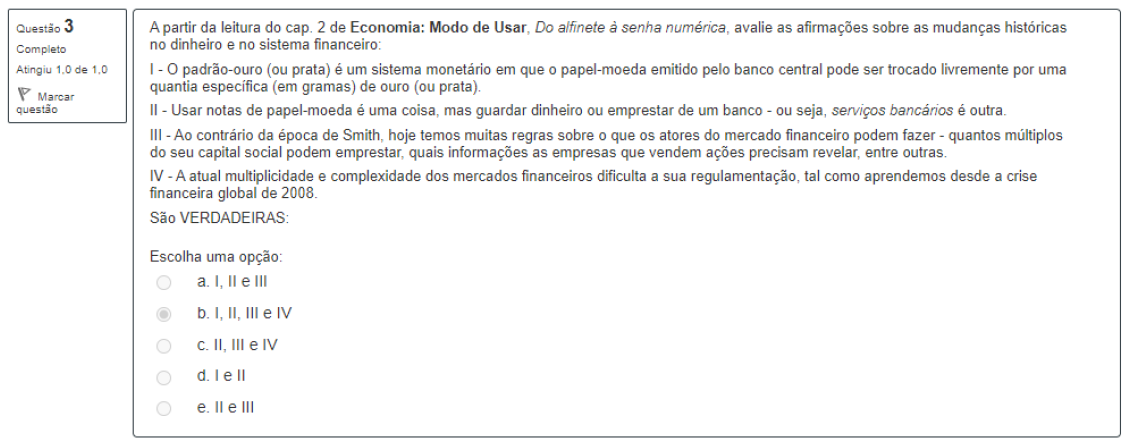 Questão 3
Completo
Atingiu 1,0 de 1,0
Marcar
questão
A partir da leitura do cap. 2 de Economia: Modo de Usar, Do alfinete à senha numérica, avalie as afirmações sobre as mudanças históricas
no dinheiro e no sistema financeiro:
I - O padrão-ouro (ou prata) é um sistema monetário em que o papel-moeda emitido pelo banco central pode ser trocado livremente por uma
quantia específica (em gramas) de ouro (ou prata).
II - Usar notas de papel-moeda é uma coisa, mas guardar dinheiro ou emprestar de um banco - ou seja, serviços bancários é outra.
III - Ao contrário da época de Smith, hoje temos muitas regras sobre o que os atores do mercado financeiro podem fazer - quantos múltiplos
do seu capital social podem emprestar, quais informações as empresas que vendem ações precisam revelar, entre outras.
IV - A atual multiplicidade e complexidade dos mercados financeiros dificulta a sua regulamentação, tal como aprendemos desde a crise
financeira global de 2008.
São VERDADEIRAS:
Escolha uma opção:
a. I, II e III
b. I, II, III e IV
c. II, III e IV
d. I e II
e. II e III